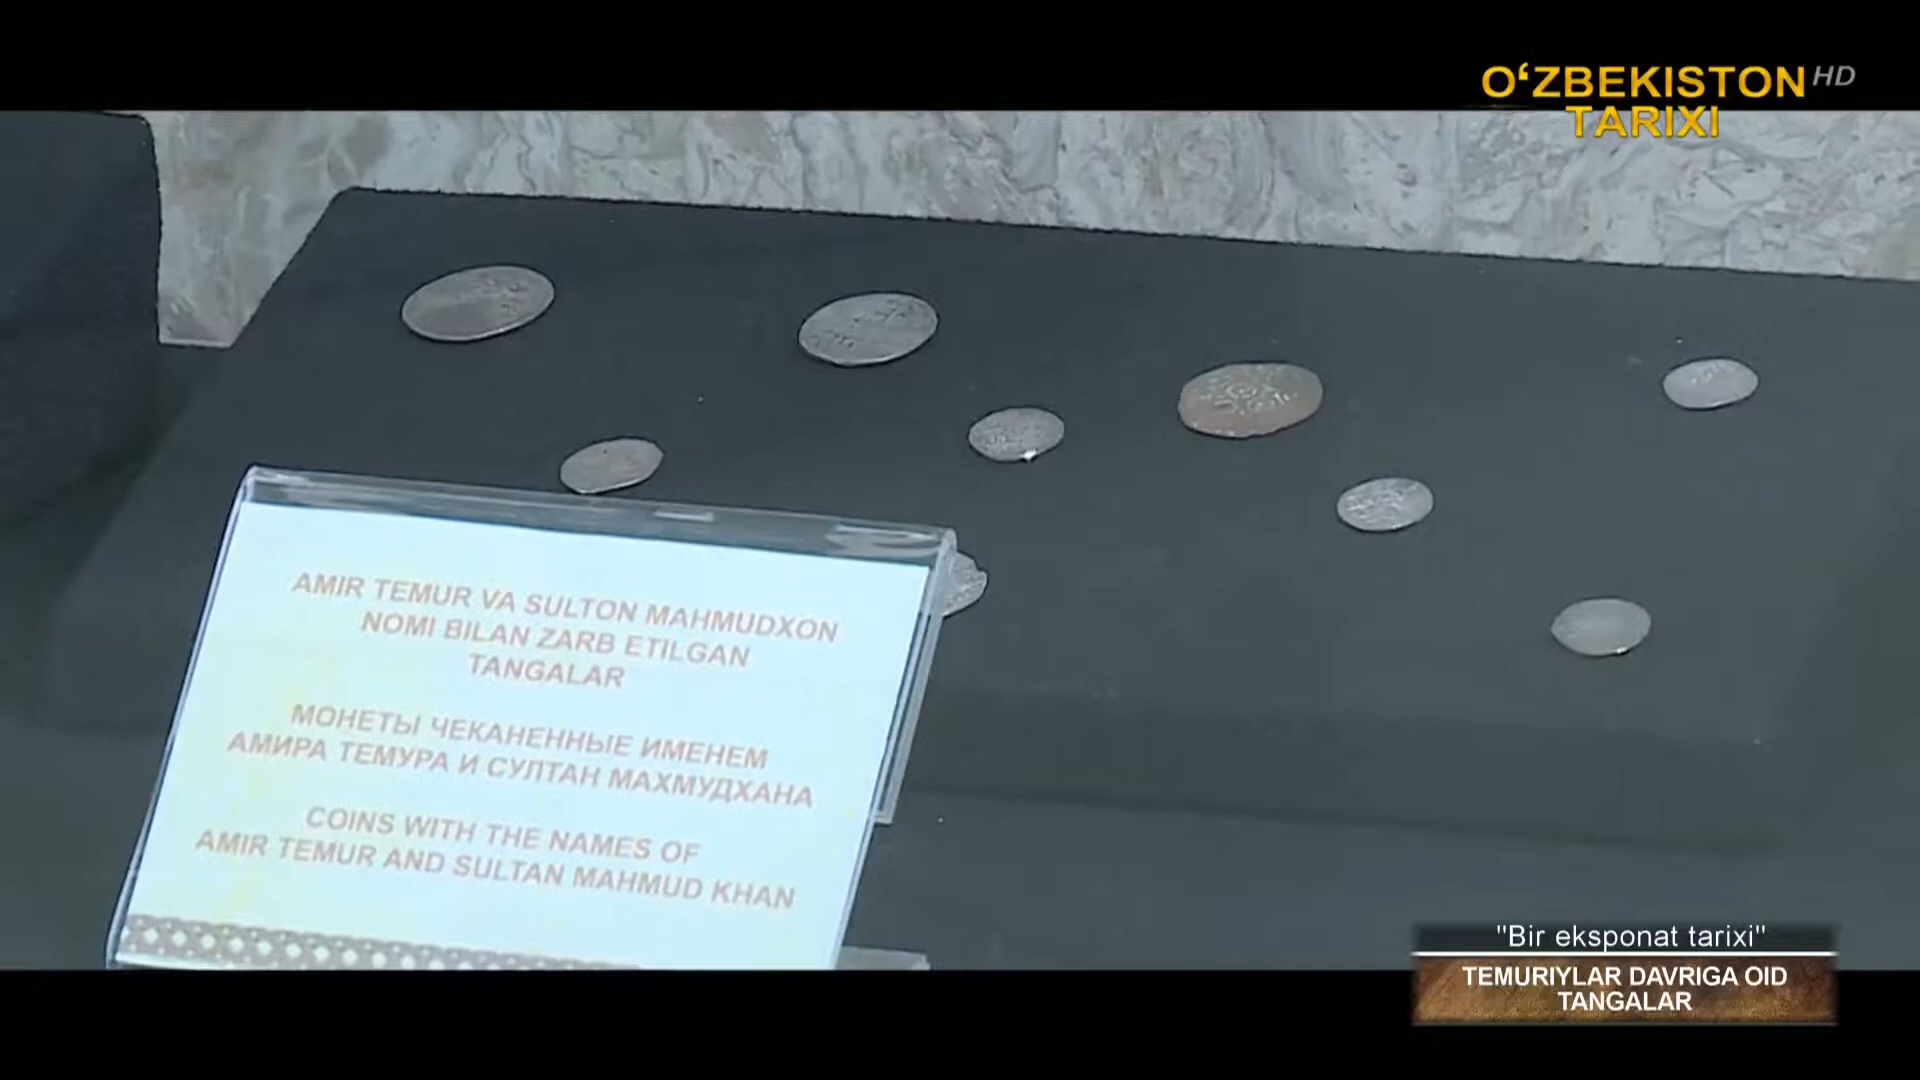 O‘ZBEKISTON HD
TARIXI
AMIR TEMUR VA SULTON MAHMUDXON
NOMI BILAN ZARB ETILGAN
TANGALAR
МОНЕТЫ ЧЕКАНЕННЫЕ ИМЕНЕМ
АМИРА ТЕМУРА И СУЛТАН МАХМУДХАНА
COINS WITH THE NAMES OF
AMIR TEMUR AND SULTAN MAHMUD KHAN
"Bir eksponat tarixi"
TEMURIYLAR DAVRIGA OID
TANGALAR